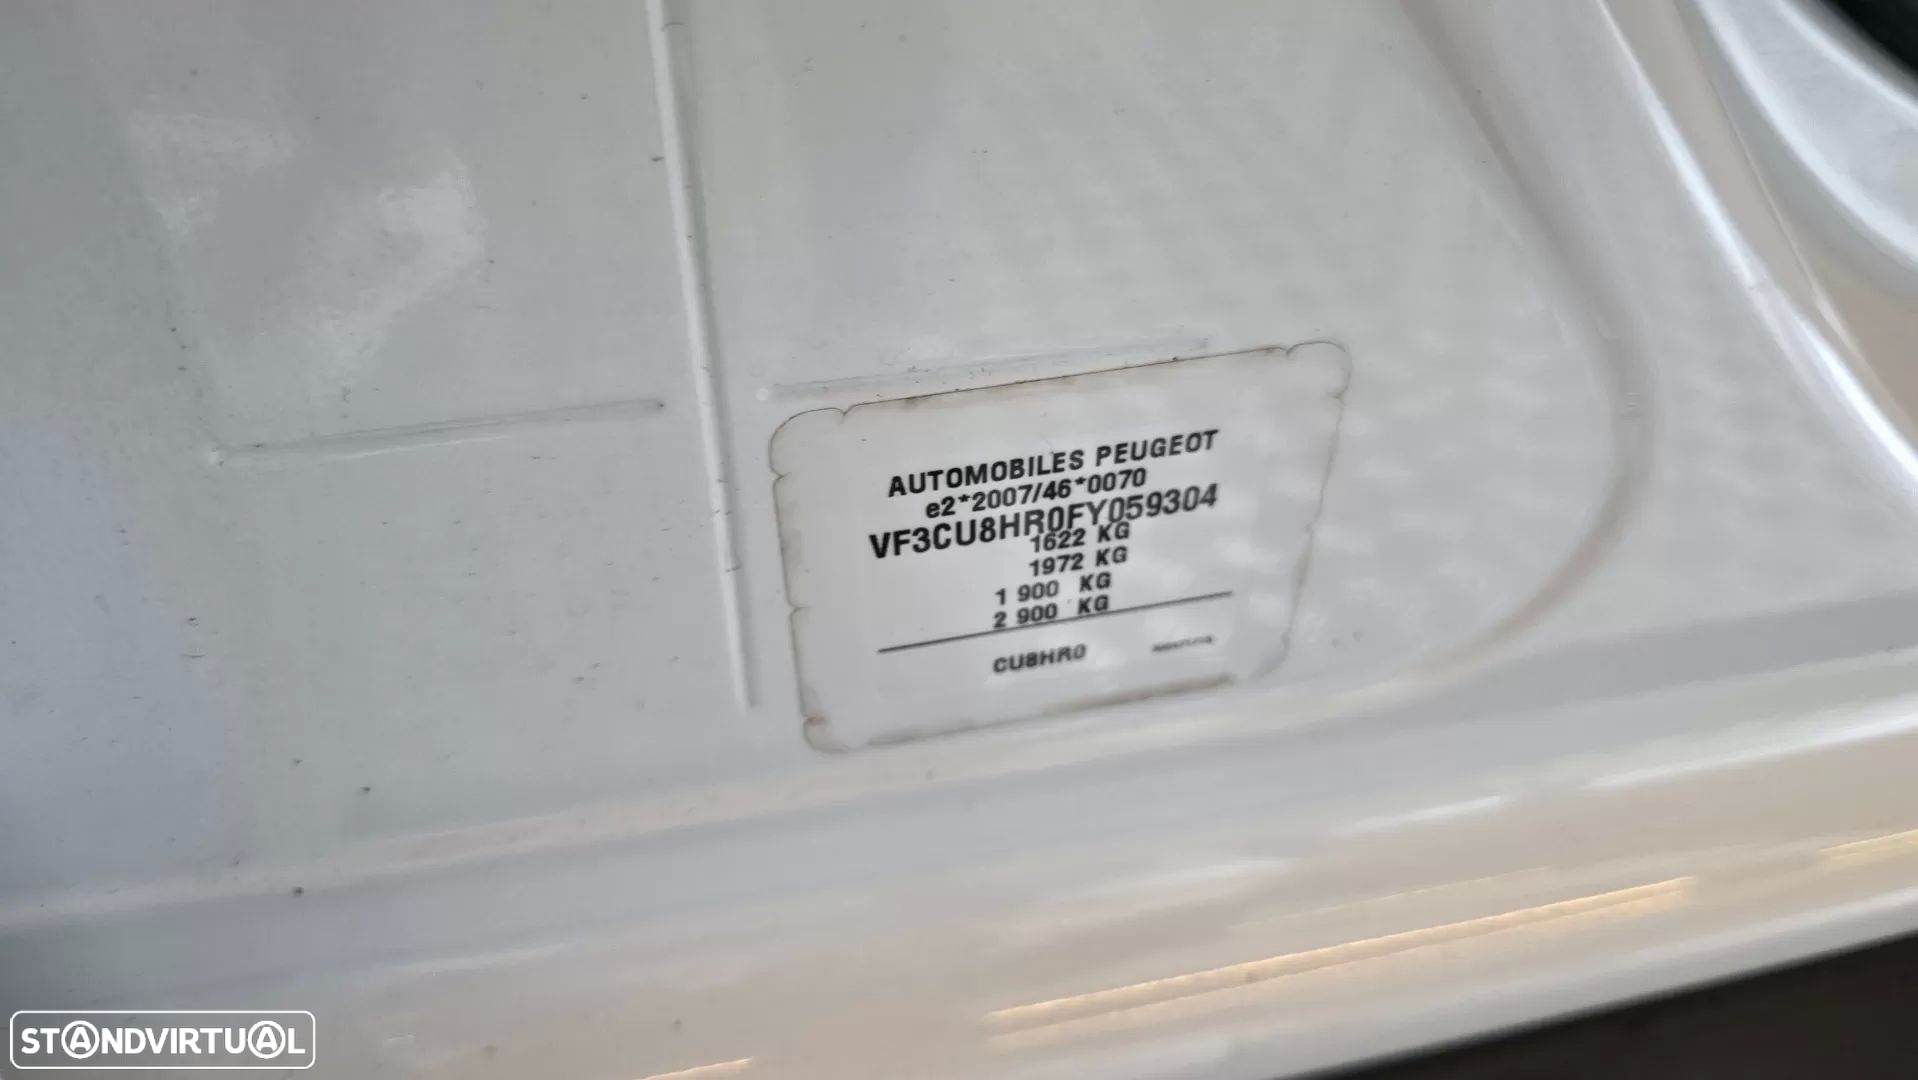 AUTOMOBILES PEUGEOT
e2*2007/46*0070
VF3CU8HR0FY059304
1622 KG
1972 KG
1 900 KG
2 900 KG
CU8HR0
STANDVIRTUAL